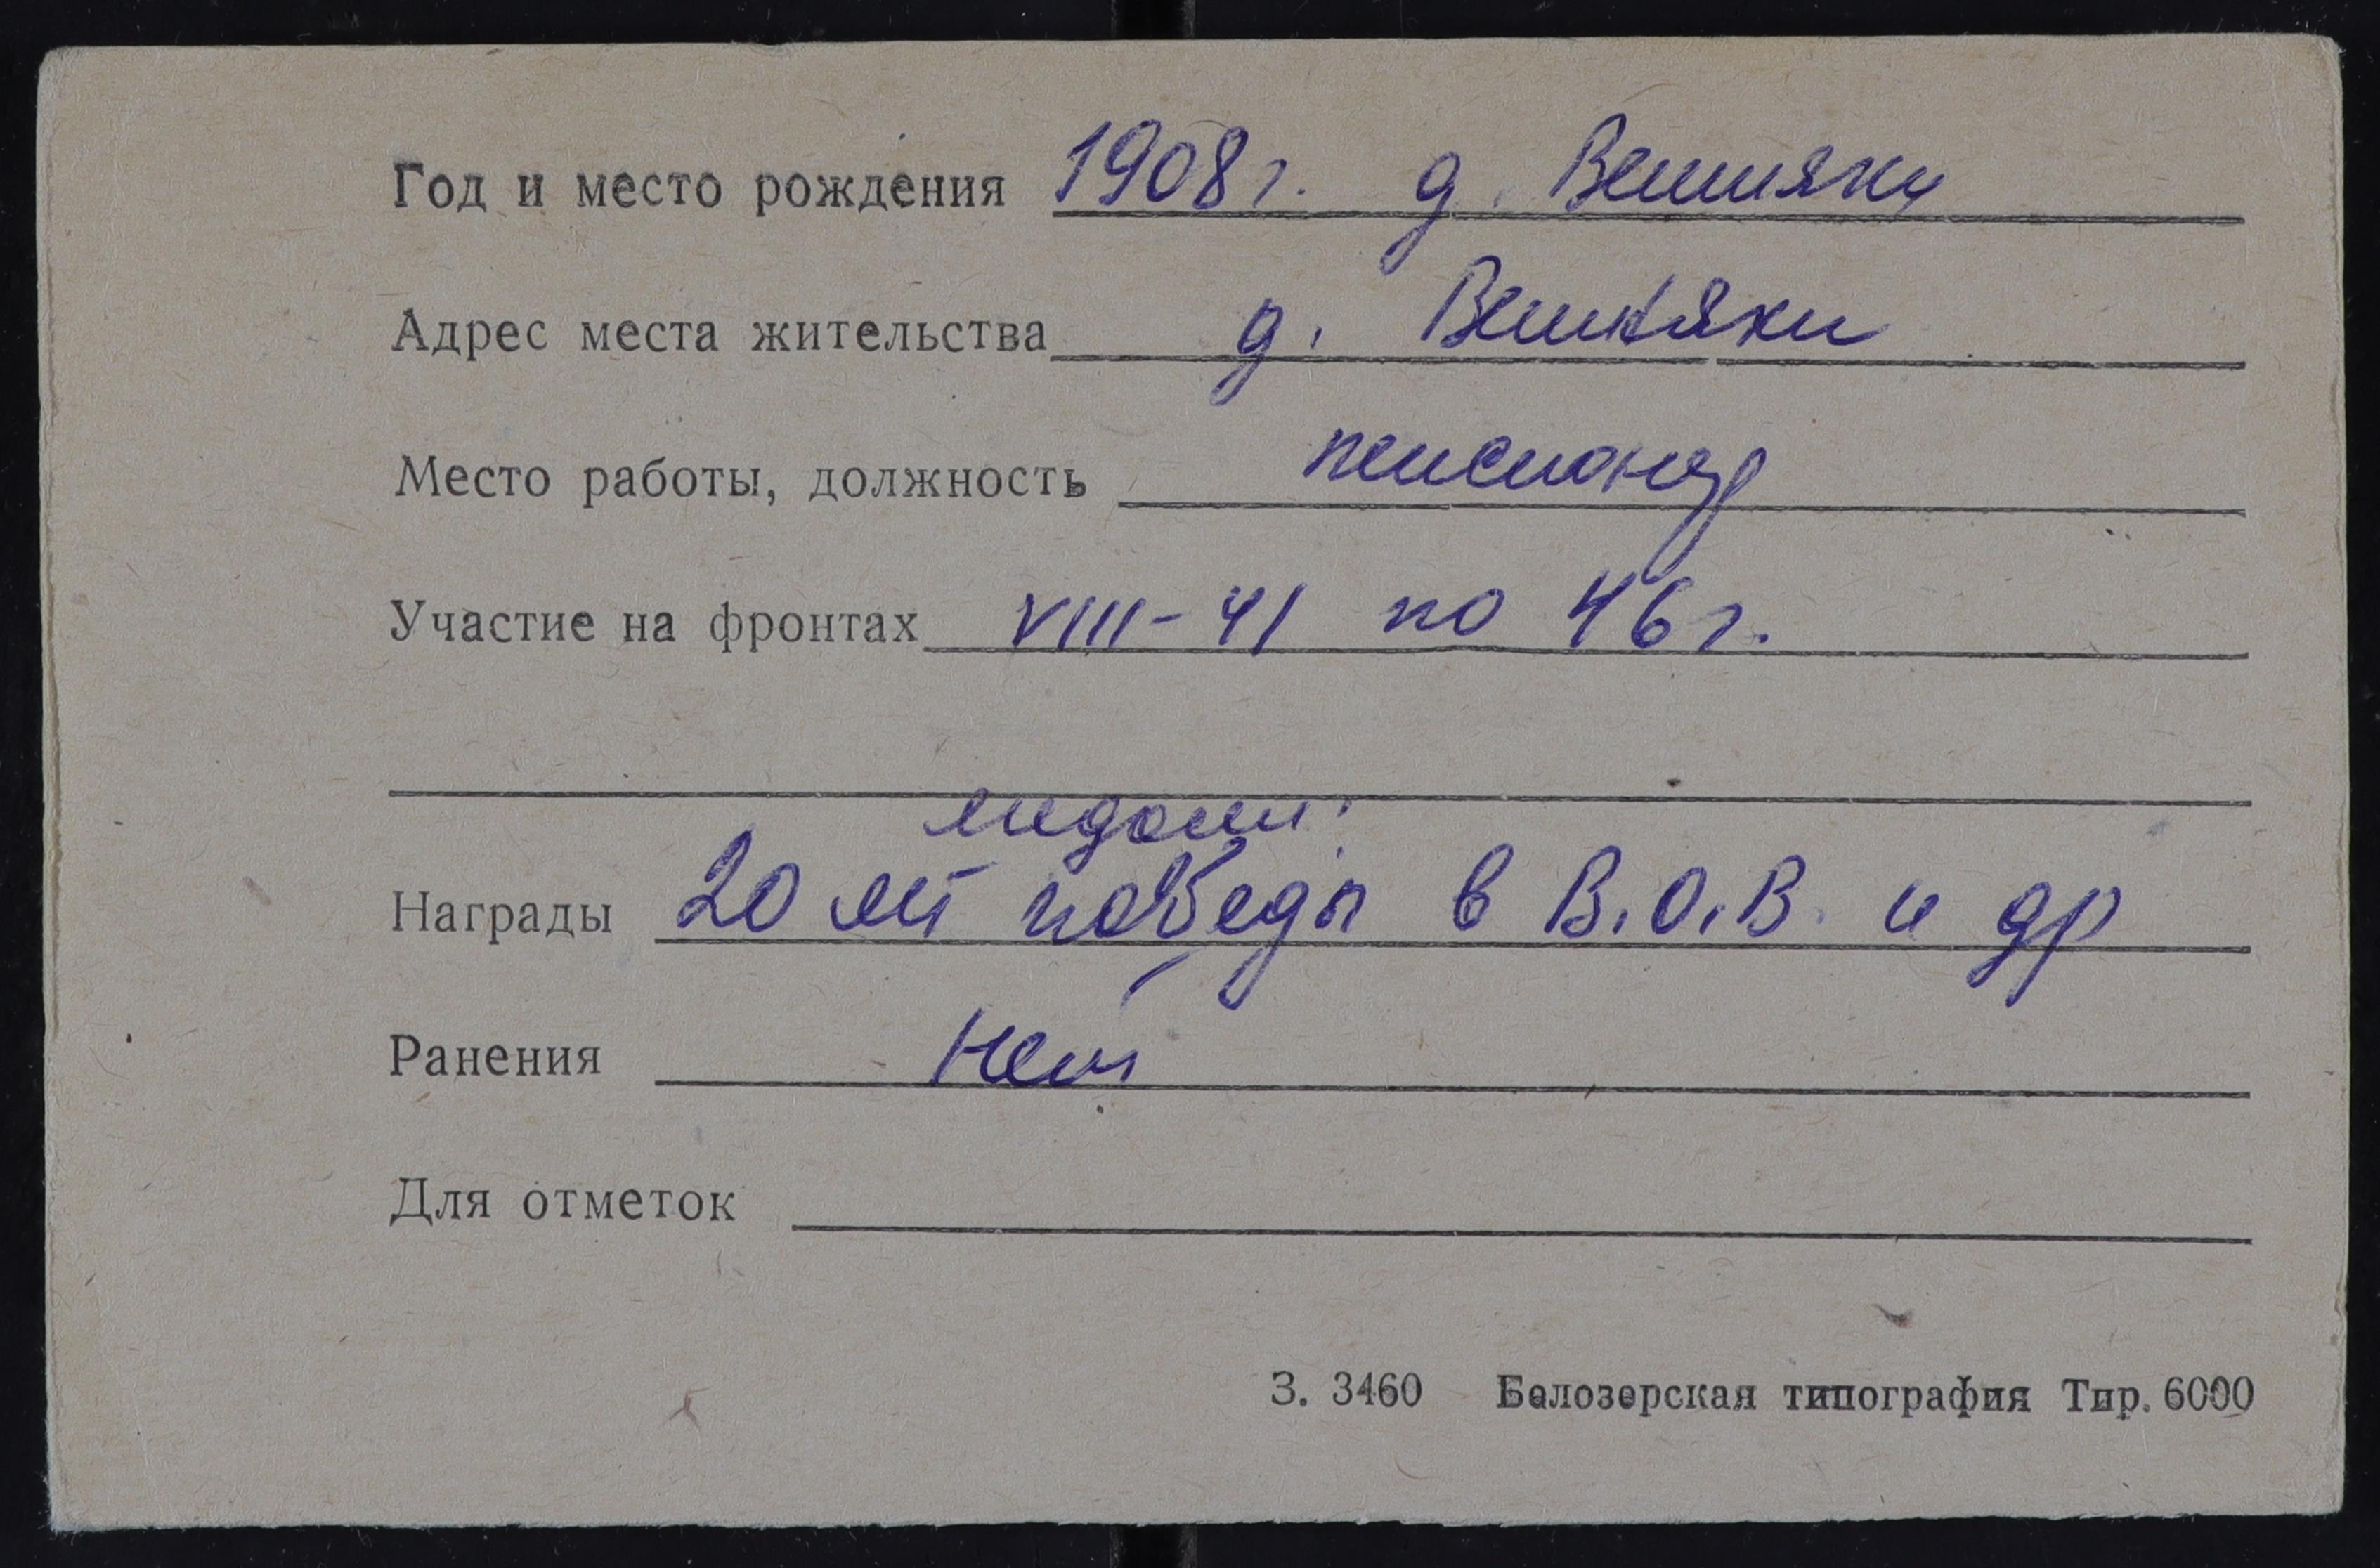 Год и место рождения 1908 г. д. Вешняки
Адрес места жительства д. Вешняки
Место работы, должность пенсионер
Участие на фронтах VIII-41 по 46 г.
медали:
Награды 20 лет победы в В.О.В. и др
Ранения нет
Для отметок
З. 3460 Белозерская типография Тир. 6000